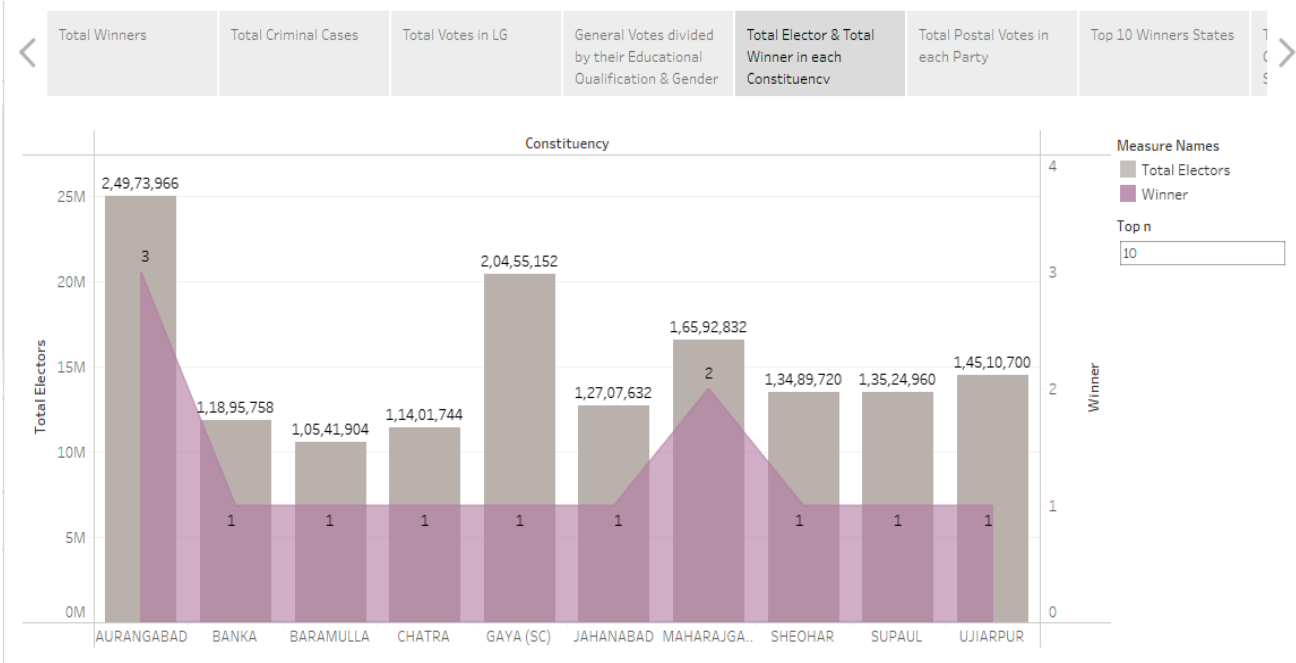 Total Winners
Total Criminal Cases
Total Votes in LG
General Votes divided
by their Educational
Qualification & Gender
Total Elector & Total
Winner in each
Constituency
Total Postal Votes in
each Party
Top 10 Winners States
Constituency
Measure Names
Total Electors
Winner
Top n
10
Total Electors
25M
20M
15M
10M
5M
0M
2,49,73,966
1,18,95,758
1,05,41,904
1,14,01,744
2,04,55,152
1,27,07,632
1,65,92,832
1,34,89,720
1,35,24,960
1,45,10,700
3
1
1
1
1
1
2
1
1
1
4
3
2
1
0
Winner
AURANGABAD
BANKA
BARAMULLA
CHATRA
GAYA (SC)
JAHANABAD
MAHARAJGA..
SHEOHAR
SUPAUL
UJIARPUR